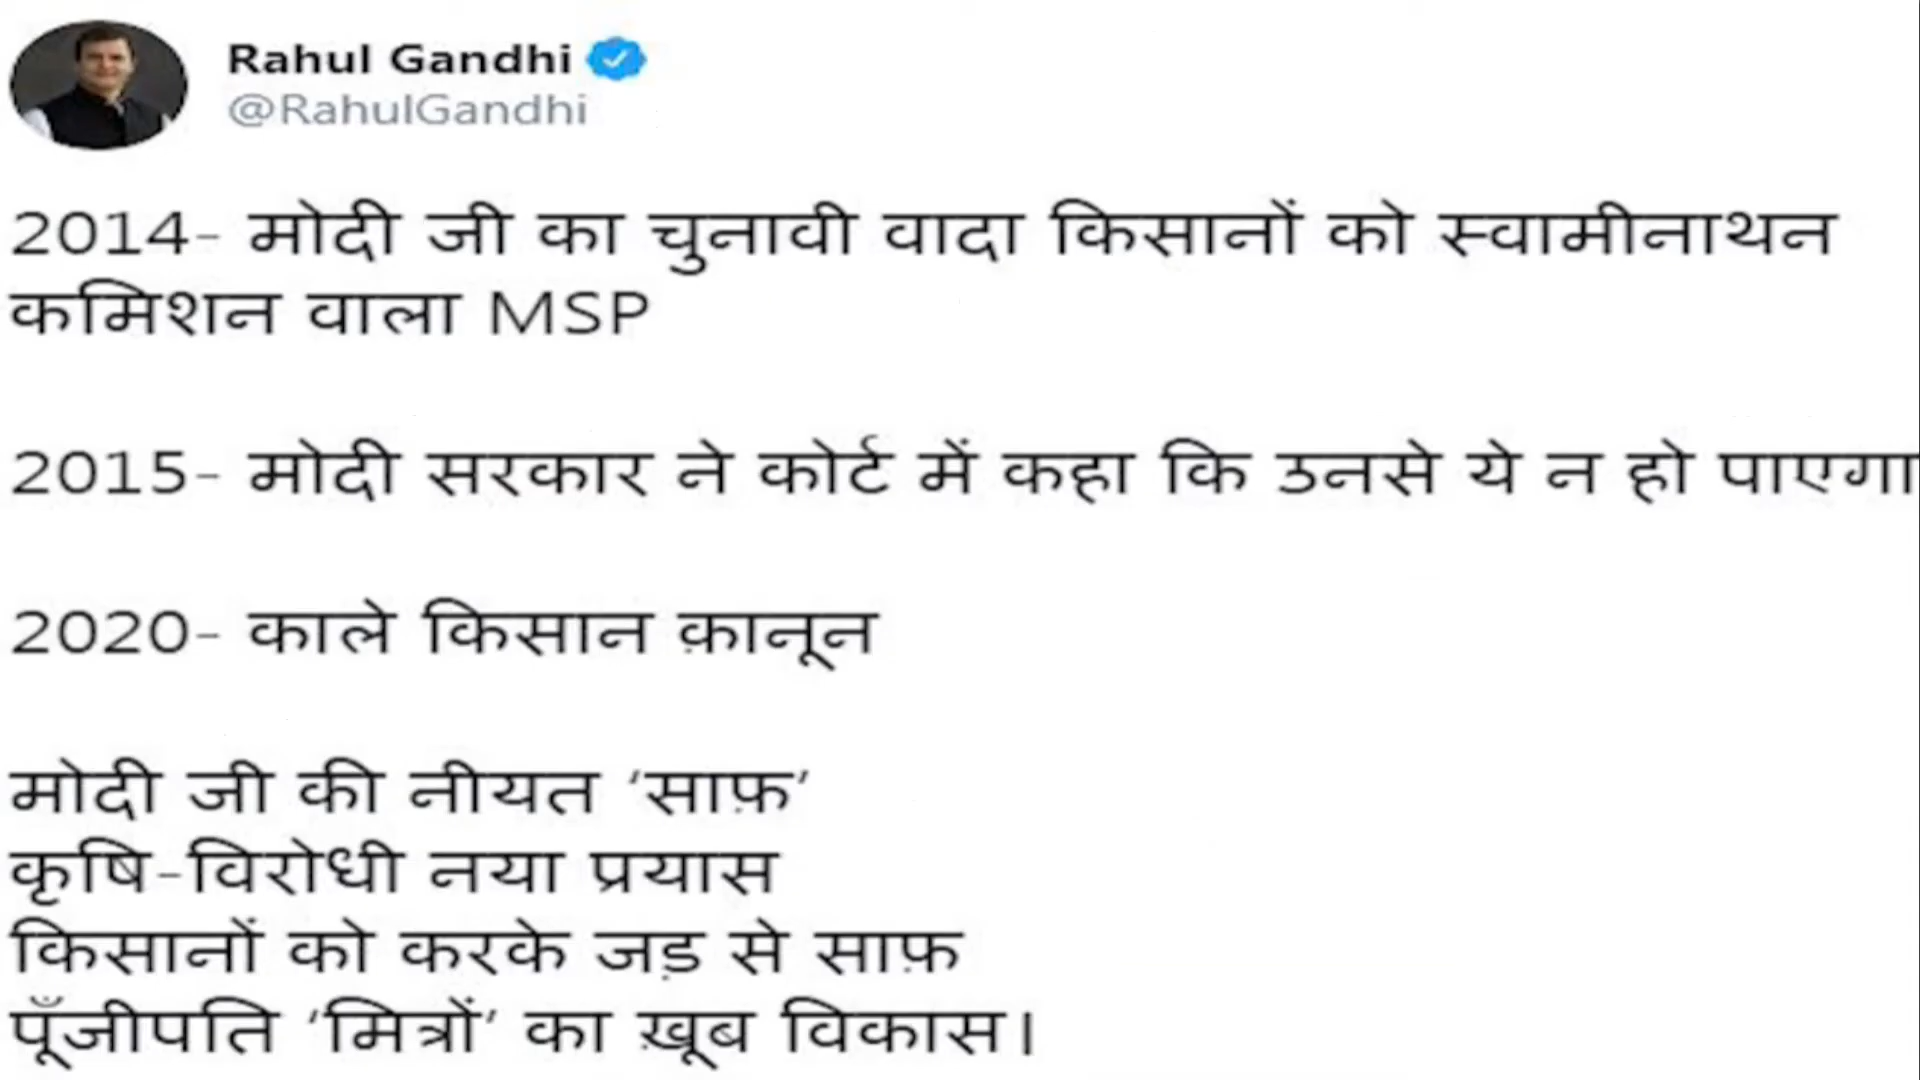 Rahul Gandhi
@RahulGandhi
2014- मोदी जी का चुनावी वादा किसानों को स्वामीनाथन
कमिशन वाला MSP
2015- मोदी सरकार ने कोर्ट में कहा कि उनसे ये न हो पाएगा
2020- काले किसान क़ानून
मोदी जी की नीयत ‘साफ़’
कृषि-विरोधी नया प्रयास
किसानों को करके जड़ से साफ़
पूँजीपति ‘मित्रों’ का ख़ूब विकास।